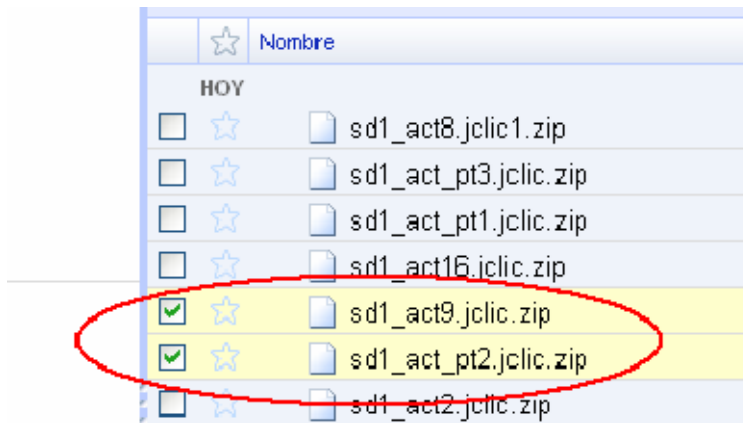 Nombre
HOY
sd1_act8.jclic1.zip
sd1_act_pt3.jclic.zip
sd1_act_pt1.jclic.zip
sd1_act16.jclic.zip
sd1_act9.jclic.zip
sd1_act_pt2.jclic.zip
sd1_act2.jclic.zip